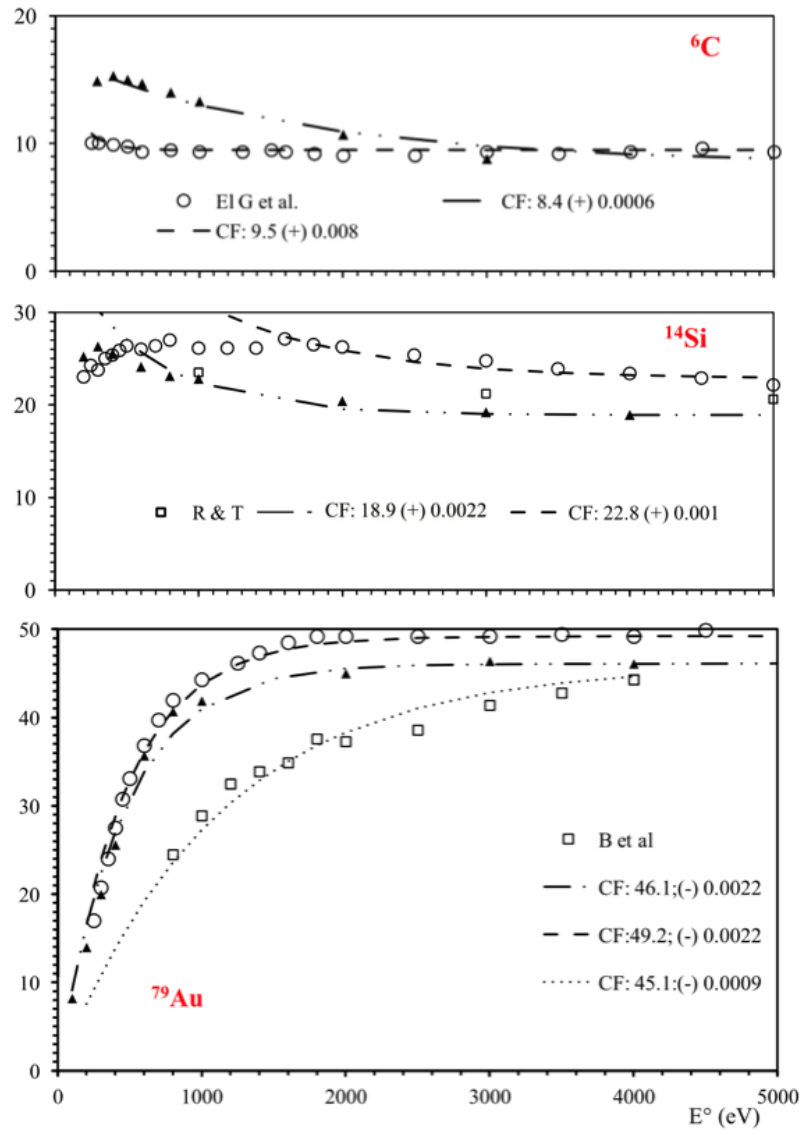 20
⁶C
10
El G et al.
CF: 8.4 (+) 0.0006
CF: 9.5 (+) 0.008
0
30
¹⁴Si
20
10
R & T
CF: 18.9 (+) 0.0022
CF: 22.8 (+) 0.001
0
50
40
30
B et al
CF: 46.1;(-) 0.0022
20
CF:49.2; (-) 0.0022
CF: 45.1:(-) 0.0009
10
⁷⁹Au
0
0 1000 2000 3000 4000 5000
E° (eV)